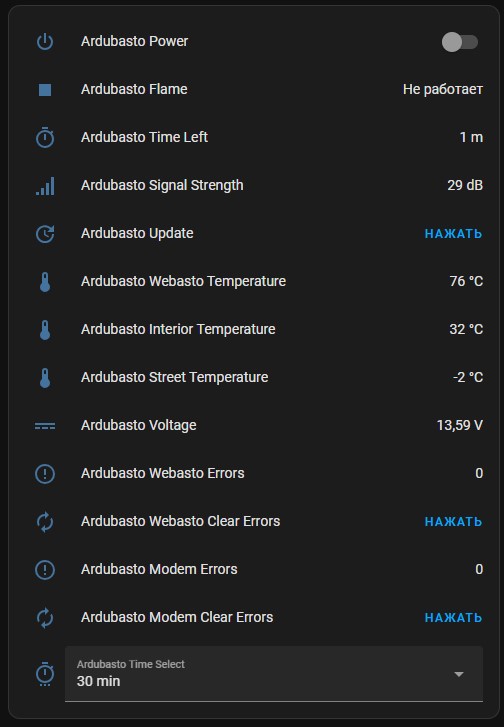 Ardubasto Power
Ardubasto Flame Не работает
Ardubasto Time Left 1 m
Ardubasto Signal Strength 29 dB
Ardubasto Update НАЖАТЬ
Ardubasto Webasto Temperature 76 °C
Ardubasto Interior Temperature 32 °C
Ardubasto Street Temperature -2 °C
Ardubasto Voltage 13,59 V
Ardubasto Webasto Errors 0
Ardubasto Webasto Clear Errors НАЖАТЬ
Ardubasto Modem Errors 0
Ardubasto Modem Clear Errors НАЖАТЬ
Ardubasto Time Select
30 min